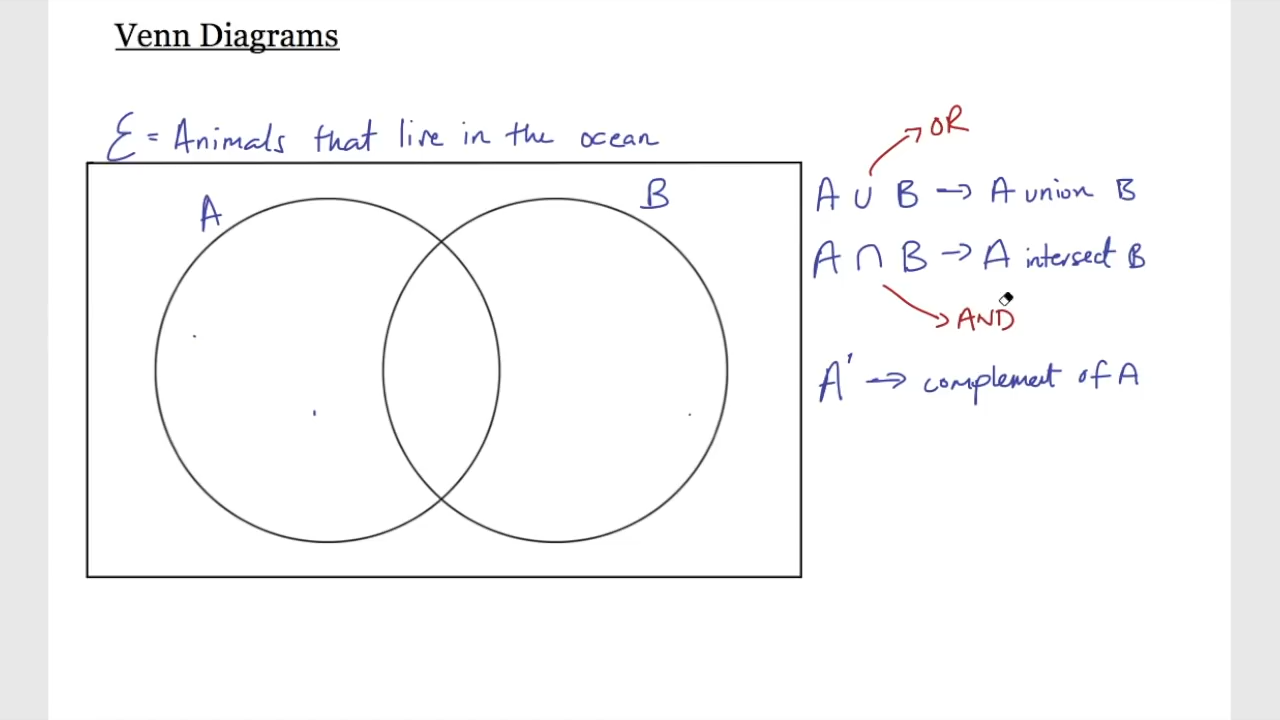 Venn Diagrams
ℰ = Animals that live in the ocean
A
B
OR
A ∪ B → A union B
A ∩ B → A intersect B
AND
A' → complement of A